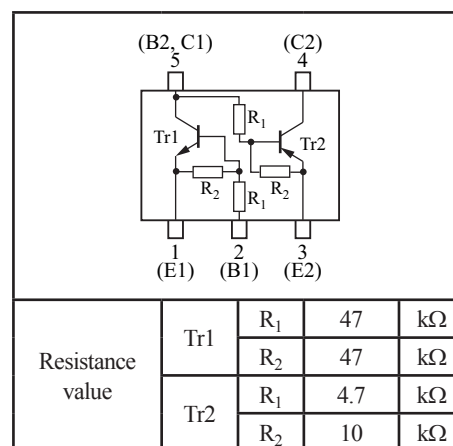 (B2, C1) (C2)
5 4
R1
Tr1 Tr2
R2 R2
R1
1 2 3
(E1) (B1) (E2)
Resistance value Tr1 R1 47 kΩ
R2 47 kΩ
Tr2 R1 4.7 kΩ
R2 10 kΩ